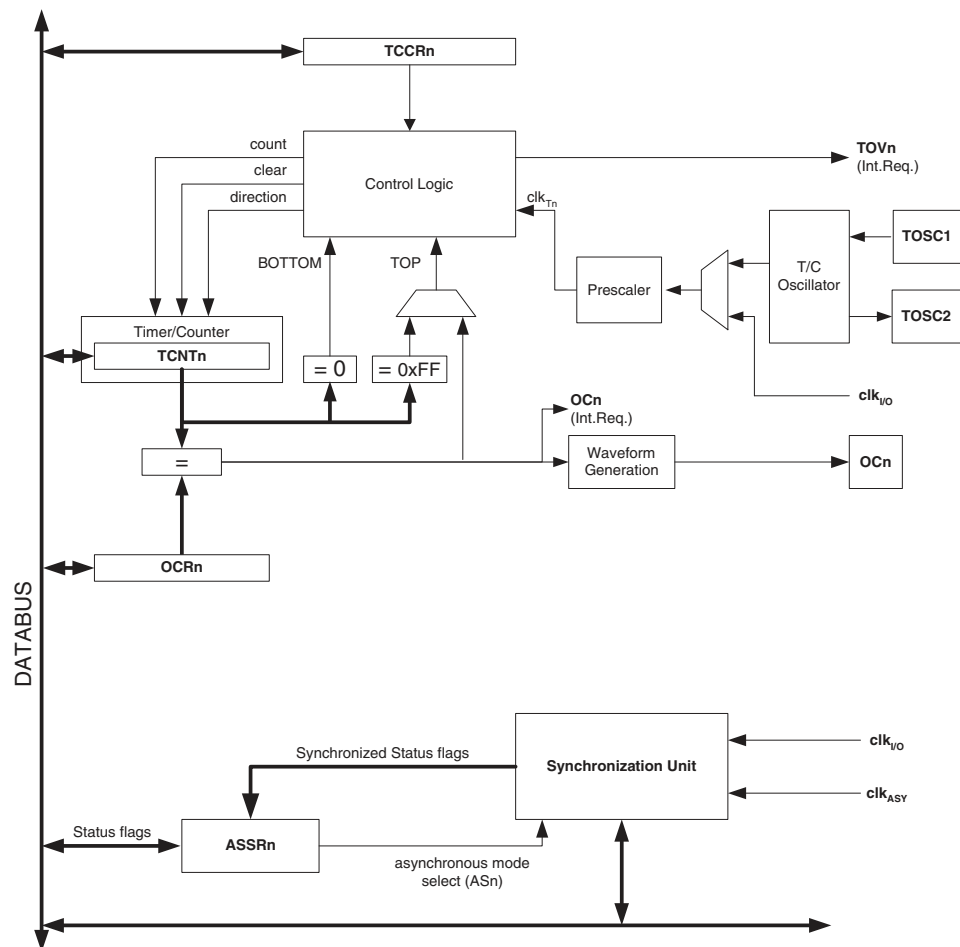 TCCRn
count
clear
direction
Control Logic
TOVn
(Int.Req.)
clkTn
TOSC1
T/C
Oscillator
TOSC2
Prescaler
BOTTOM
TOP
Timer/Counter
TCNTn
= 0
= 0xFF
clkI/O
OCn
(Int.Req.)
=
Waveform
Generation
OCn
OCRn
DATABUS
Synchronized Status flags
Synchronization Unit
clkI/O
clkASY
Status flags
ASSRn
asynchronous mode
select (ASn)